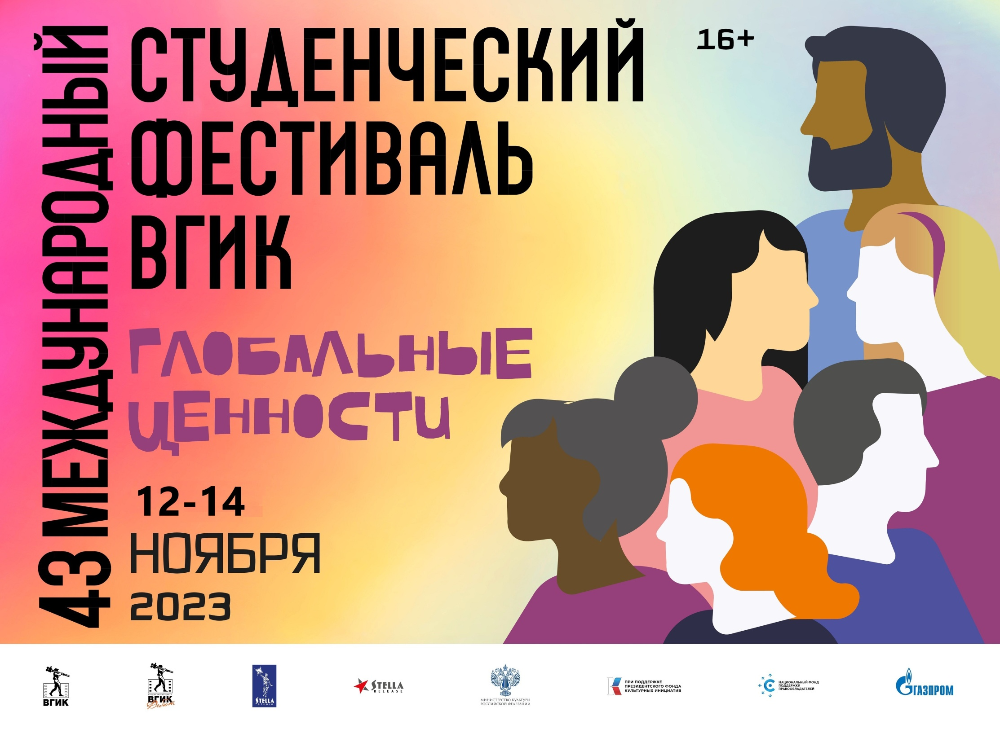 43 МЕЖДУНАРОДНЫЙ
СТУДЕНЧЕСКИЙ
ФЕСТИВАЛЬ
ВГИК
16+
ГЛОБАЛЬНЫЕ
ЦЕННОСТИ
12-14
НОЯБРЯ
2023
ВГИК
ПРОДЮСЕРСКИЙ ЦЕНТР
ВГИК
Дебют
STELLA
STUDIO
STELLA
RELEASE
МИНИСТЕРСТВО КУЛЬТУРЫ
РОССИЙСКОЙ ФЕДЕРАЦИИ
ПРИ ПОДДЕРЖКЕ
ПРЕЗИДЕНТСКОГО ФОНДА
КУЛЬТУРНЫХ ИНИЦИАТИВ
НАЦИОНАЛЬНЫЙ ФОНД
ПОДДЕРЖКИ
ПРАВООБЛАДАТЕЛЕЙ
ГАЗПРОМ